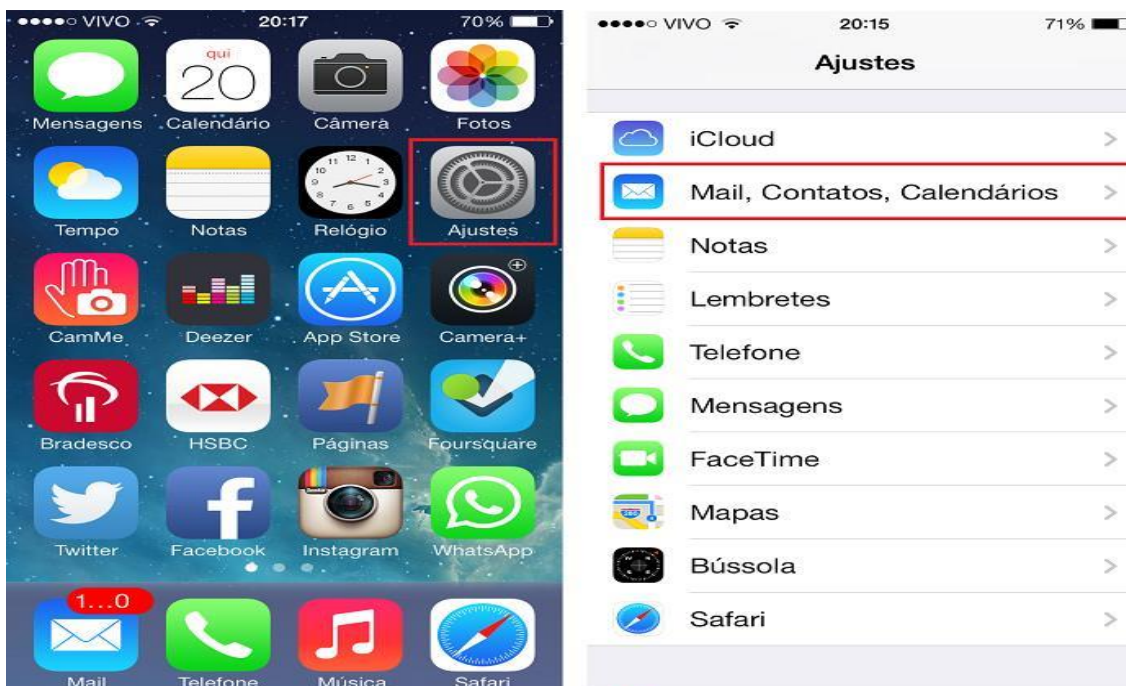 VIVO 20:17 70%
qui
20
Mensagens Calendário Câmera Fotos
Tempo Notas Relógio Ajustes
CamMe Deezer App Store Camera+
Bradesco HSBC Páginas Foursquare
Twitter Facebook Instagram WhatsApp
1...0
Mail Telefone Música Safari
VIVO 20:15 71%
Ajustes
iCloud
Mail, Contatos, Calendários
Notas
Lembretes
Telefone
Mensagens
FaceTime
Mapas
Bússola
Safari